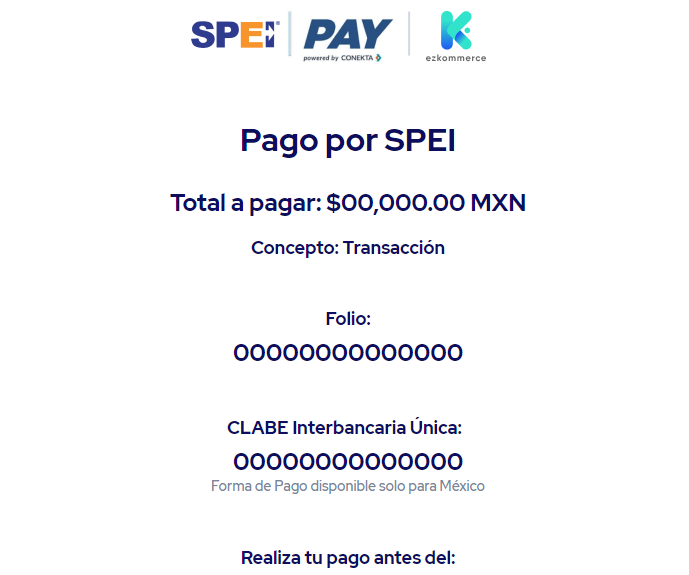 SPEI® PAY
powered by CONEKTA
ezkommerce
Pago por SPEI
Total a pagar: $00,000.00 MXN
Concepto: Transacción
Folio:
00000000000000
CLABE Interbancaria Única:
00000000000000
Forma de Pago disponible solo para México
Realiza tu pago antes del: